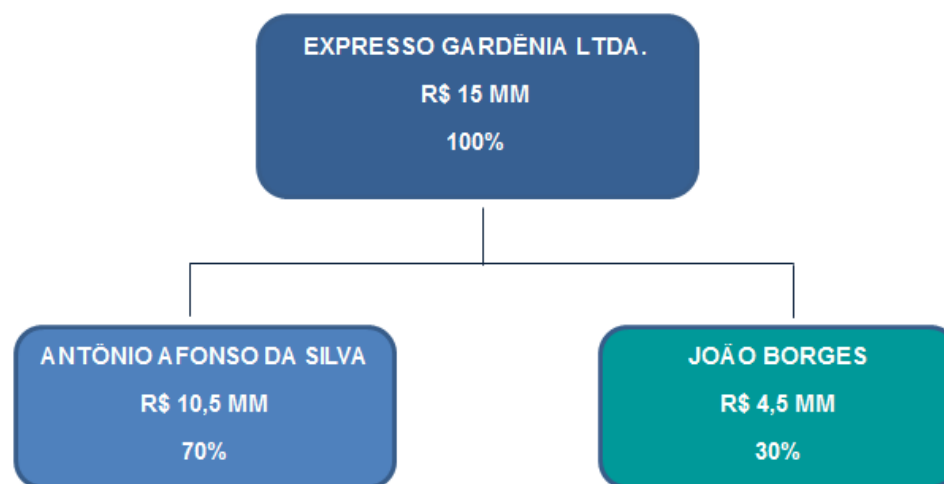 EXPRESSO GARDÊNIA LTDA.
R$ 15 MM
100%
ANTÔNIO AFONSO DA SILVA
R$ 10,5 MM
70%
JOÃO BORGES
R$ 4,5 MM
30%